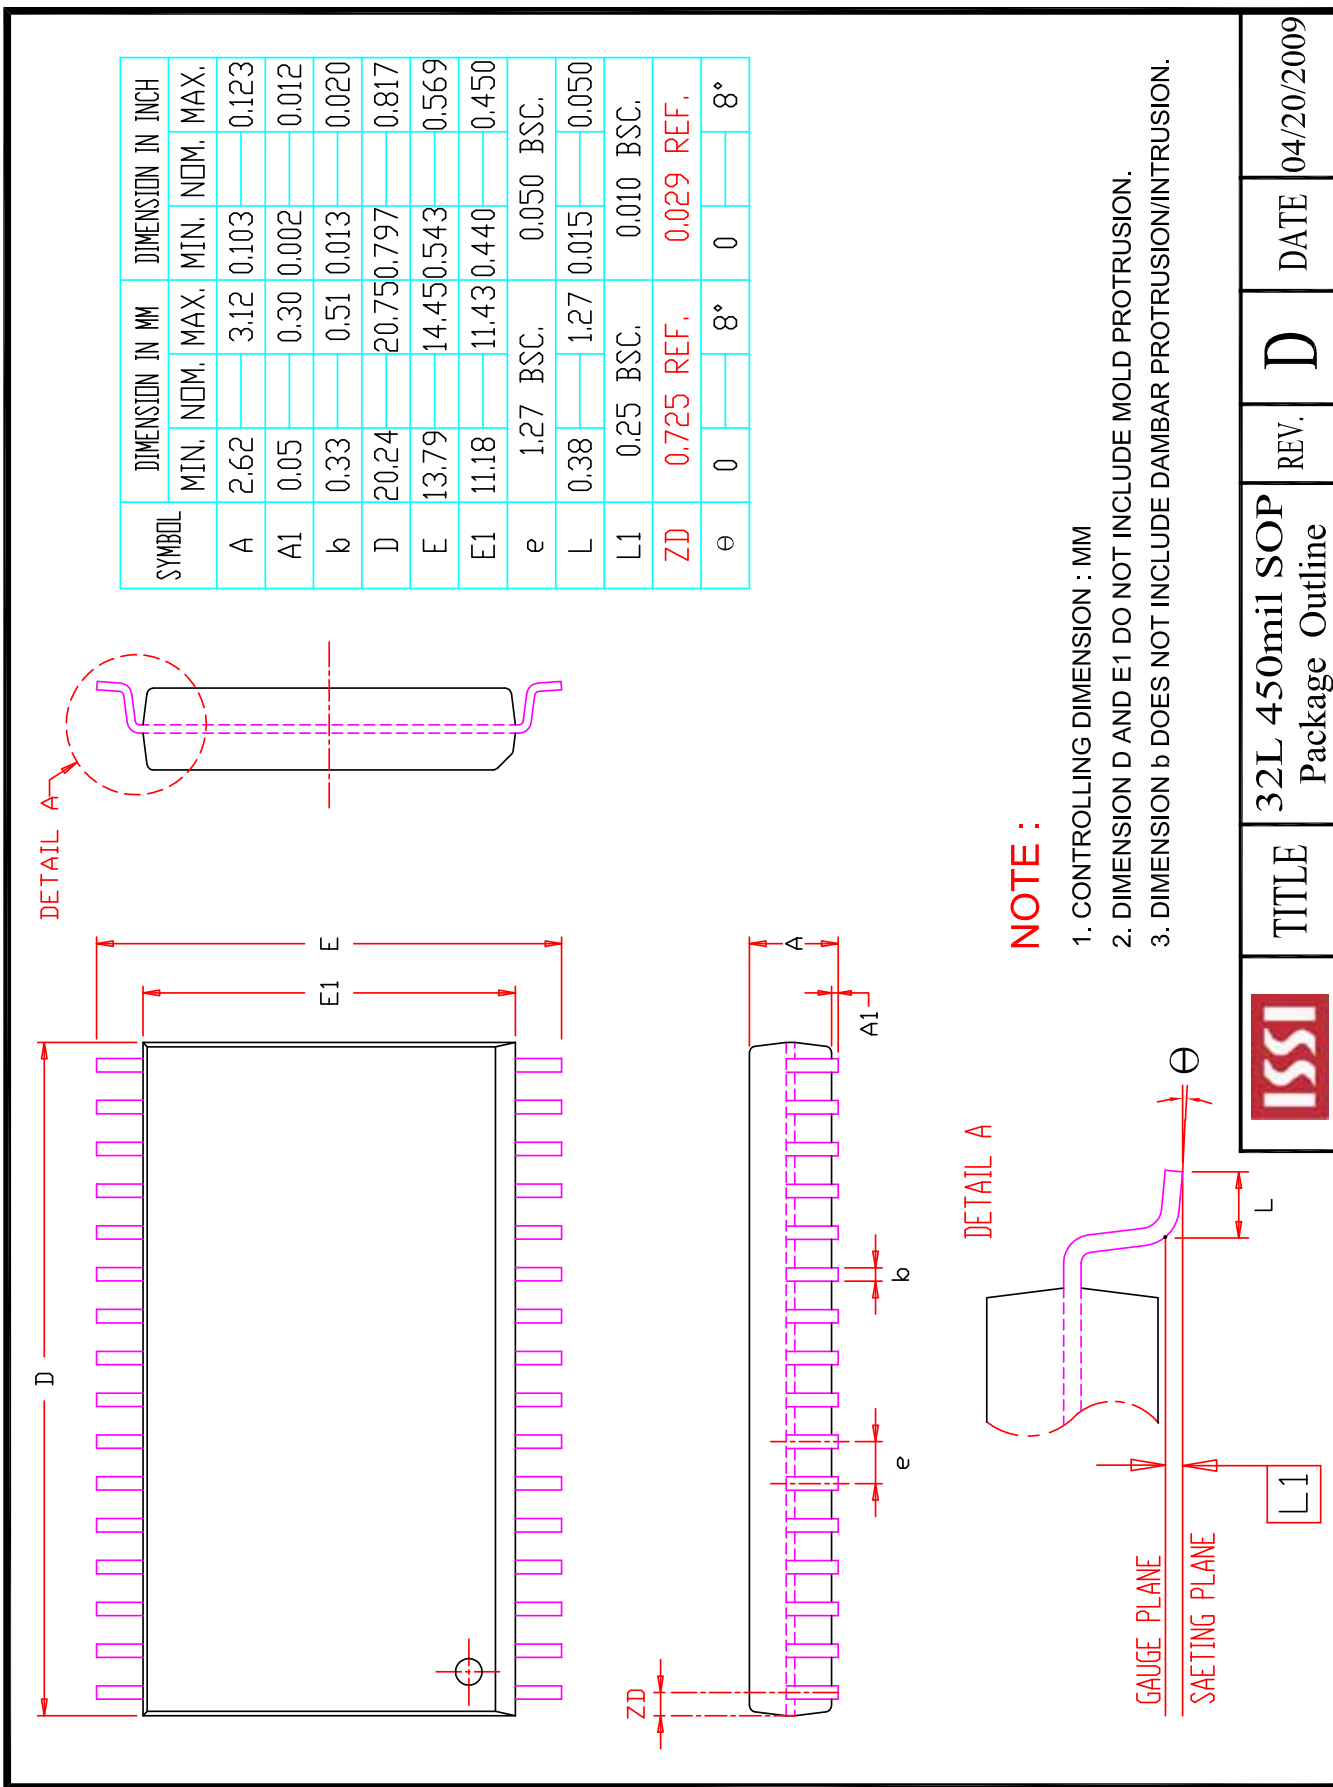 DETAIL A
D
E
E1
ZD
e
b
A
A1
SYMBOL DIMENSION IN MM DIMENSION IN INCH
MIN. NOM. MAX. MIN. NOM. MAX.
A 2.62 3.12 0.103 0.123
A1 0.05 0.30 0.002 0.012
b 0.33 0.51 0.013 0.020
D 20.24 20.75 0.797 0.817
E 13.79 14.45 0.543 0.569
E1 11.18 11.43 0.440 0.450
e 1.27 BSC. 0.050 BSC.
L 0.38 1.27 0.015 0.050
L1 0.25 BSC. 0.010 BSC.
ZD 0.725 REF. 0.029 REF.
θ 0 8° 0 8°
DETAIL A
GAUGE PLANE
SAETING PLANE
L1
L
θ
NOTE :
1. CONTROLLING DIMENSION : MM
2. DIMENSION D AND E1 DO NOT INCLUDE MOLD PROTRUSION.
3. DIMENSION b DOES NOT INCLUDE DAMBAR PROTRUSION/INTRUSION.
ISSI
TITLE
32L 450mil SOP
Package Outline
REV.
D
DATE
04/20/2009